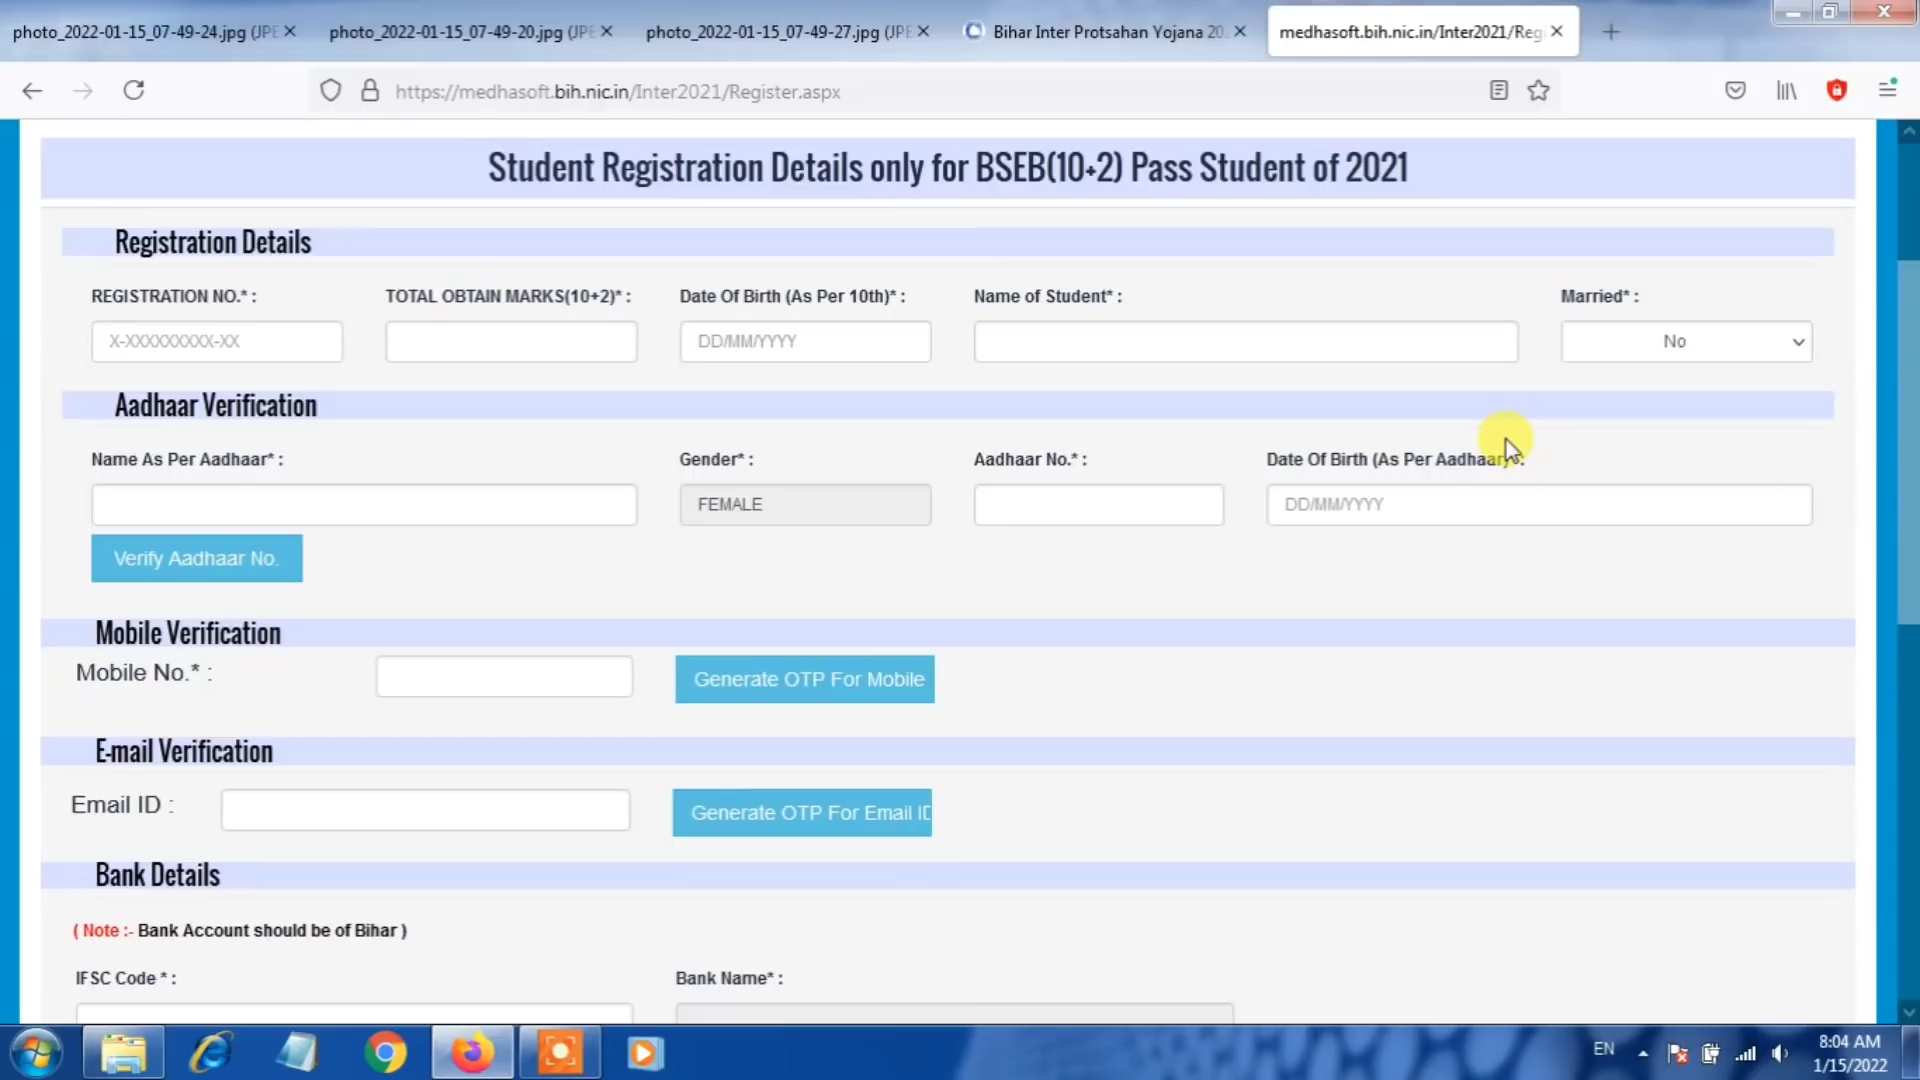 photo_2022-01-15_07-49-24.jpg (JPE
photo_2022-01-15_07-49-20.jpg (JPE
photo_2022-01-15_07-49-27.jpg (JPE
Bihar Inter Protsahan Yojana 20
medhasoft.bih.nic.in/Inter2021/Reg
https://medhasoft.bih.nic.in/Inter2021/Register.aspx
Student Registration Details only for BSEB(10+2) Pass Student of 2021
Registration Details
REGISTRATION NO.* : TOTAL OBTAIN MARKS(10+2)* : Date Of Birth (As Per 10th)* : Name of Student* : Married* :
X-XXXXXXXXX-XX DD/MM/YYYY No
Aadhaar Verification
Name As Per Aadhaar* : Gender* : Aadhaar No.* : Date Of Birth (As Per Aadhaar)* :
FEMALE DD/MM/YYYY
Verify Aadhaar No.
Mobile Verification
Mobile No.* : Generate OTP For Mobile
E-mail Verification
Email ID : Generate OTP For Email ID
Bank Details
( Note :- Bank Account should be of Bihar )
IFSC Code * : Bank Name* :
EN
8:04 AM
1/15/2022